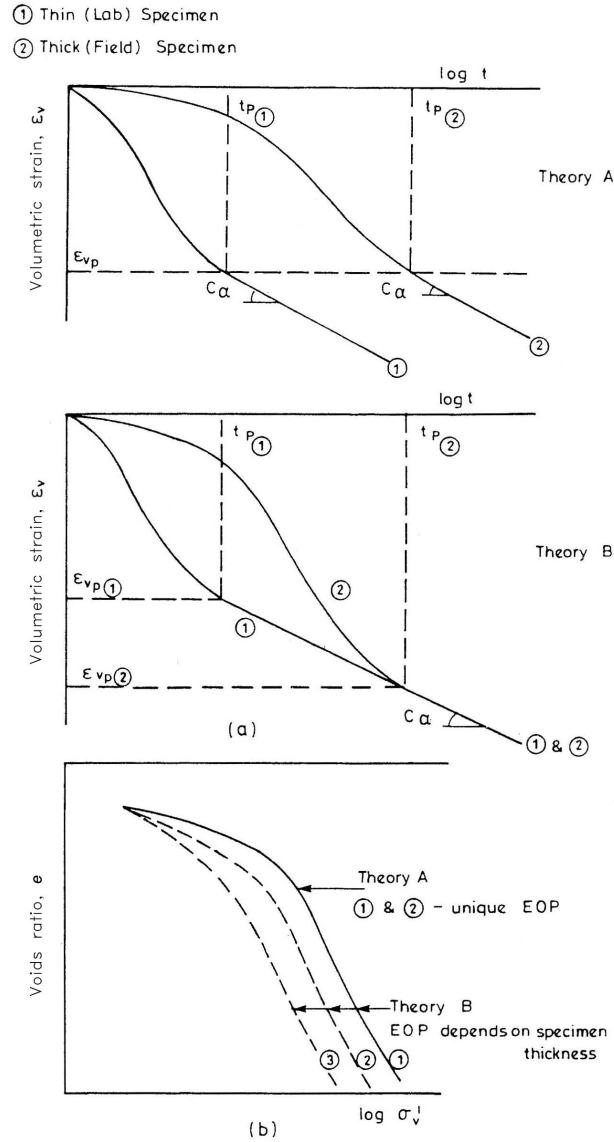 ① Thin (Lab) Specimen
② Thick (Field) Specimen
log t
tP①
tP②
Volumetric strain, εv
Theory A
εvp
Cα
①
②
log t
tP①
tP②
Volumetric strain, εv
Theory B
εvp①
①
②
εvp②
Cα
(a)
① & ②
Voids ratio, e
Theory A
① & ② - unique EOP
Theory B
EOP depends on specimen
thickness
③
②
①
log σv'
(b)